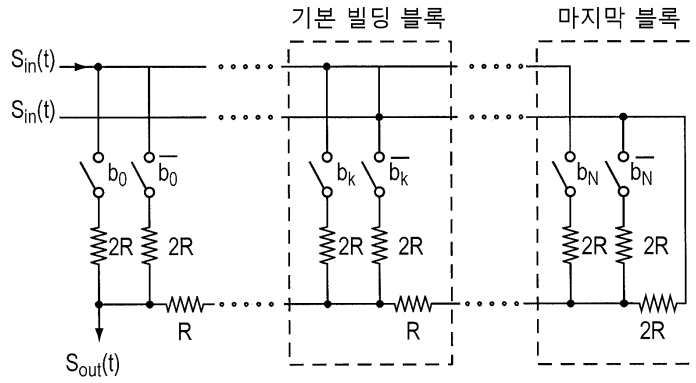 기본 빌딩 블록
마지막 블록
S_in(t)
S_in(t)
b_0
b̅_0
b_k
b̅_k
b_N
b̅_N
2R
2R
2R
2R
2R
2R
R
R
2R
S_out(t)